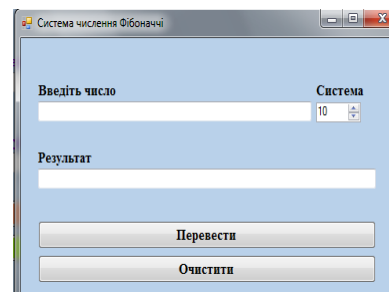 Система числення Фібоначчі
Введіть число Система
10
Результат
Перевести
Очистити